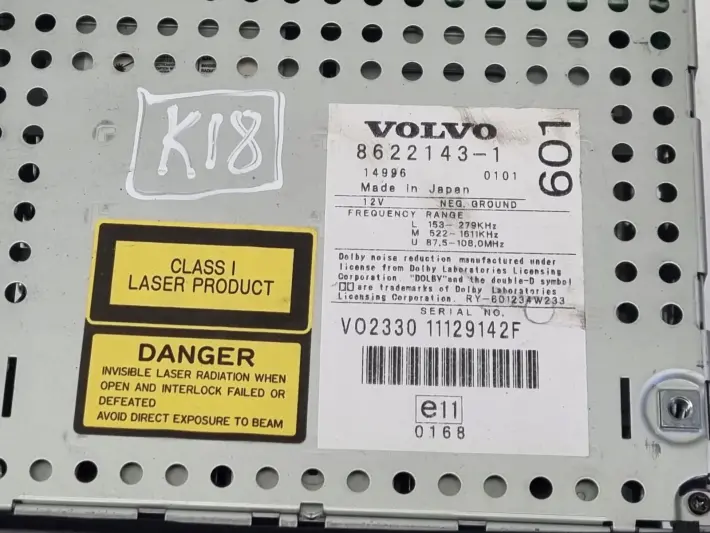 K18
VOLVO
601
8622143-1
14996 0101
Made in Japan
12V NEG. GROUND
FREQUENCY RANGE
L 153-279KHz
M 522-1611KHz
U 87,5-108,0MHz
Dolby noise reduction manufactured under
license from Dolby Laboratories Licensing
Corporation. "DOLBY"and the double-D symbol
are trademarks of Dolby Laboratories
Licensing Corporation. RY-601234W233
SERIAL NO.
VO2330 11129142F
e11
0168
CLASS I
LASER PRODUCT
DANGER
INVISIBLE LASER RADIATION WHEN
OPEN AND INTERLOCK FAILED OR
DEFEATED
AVOID DIRECT EXPOSURE TO BEAM